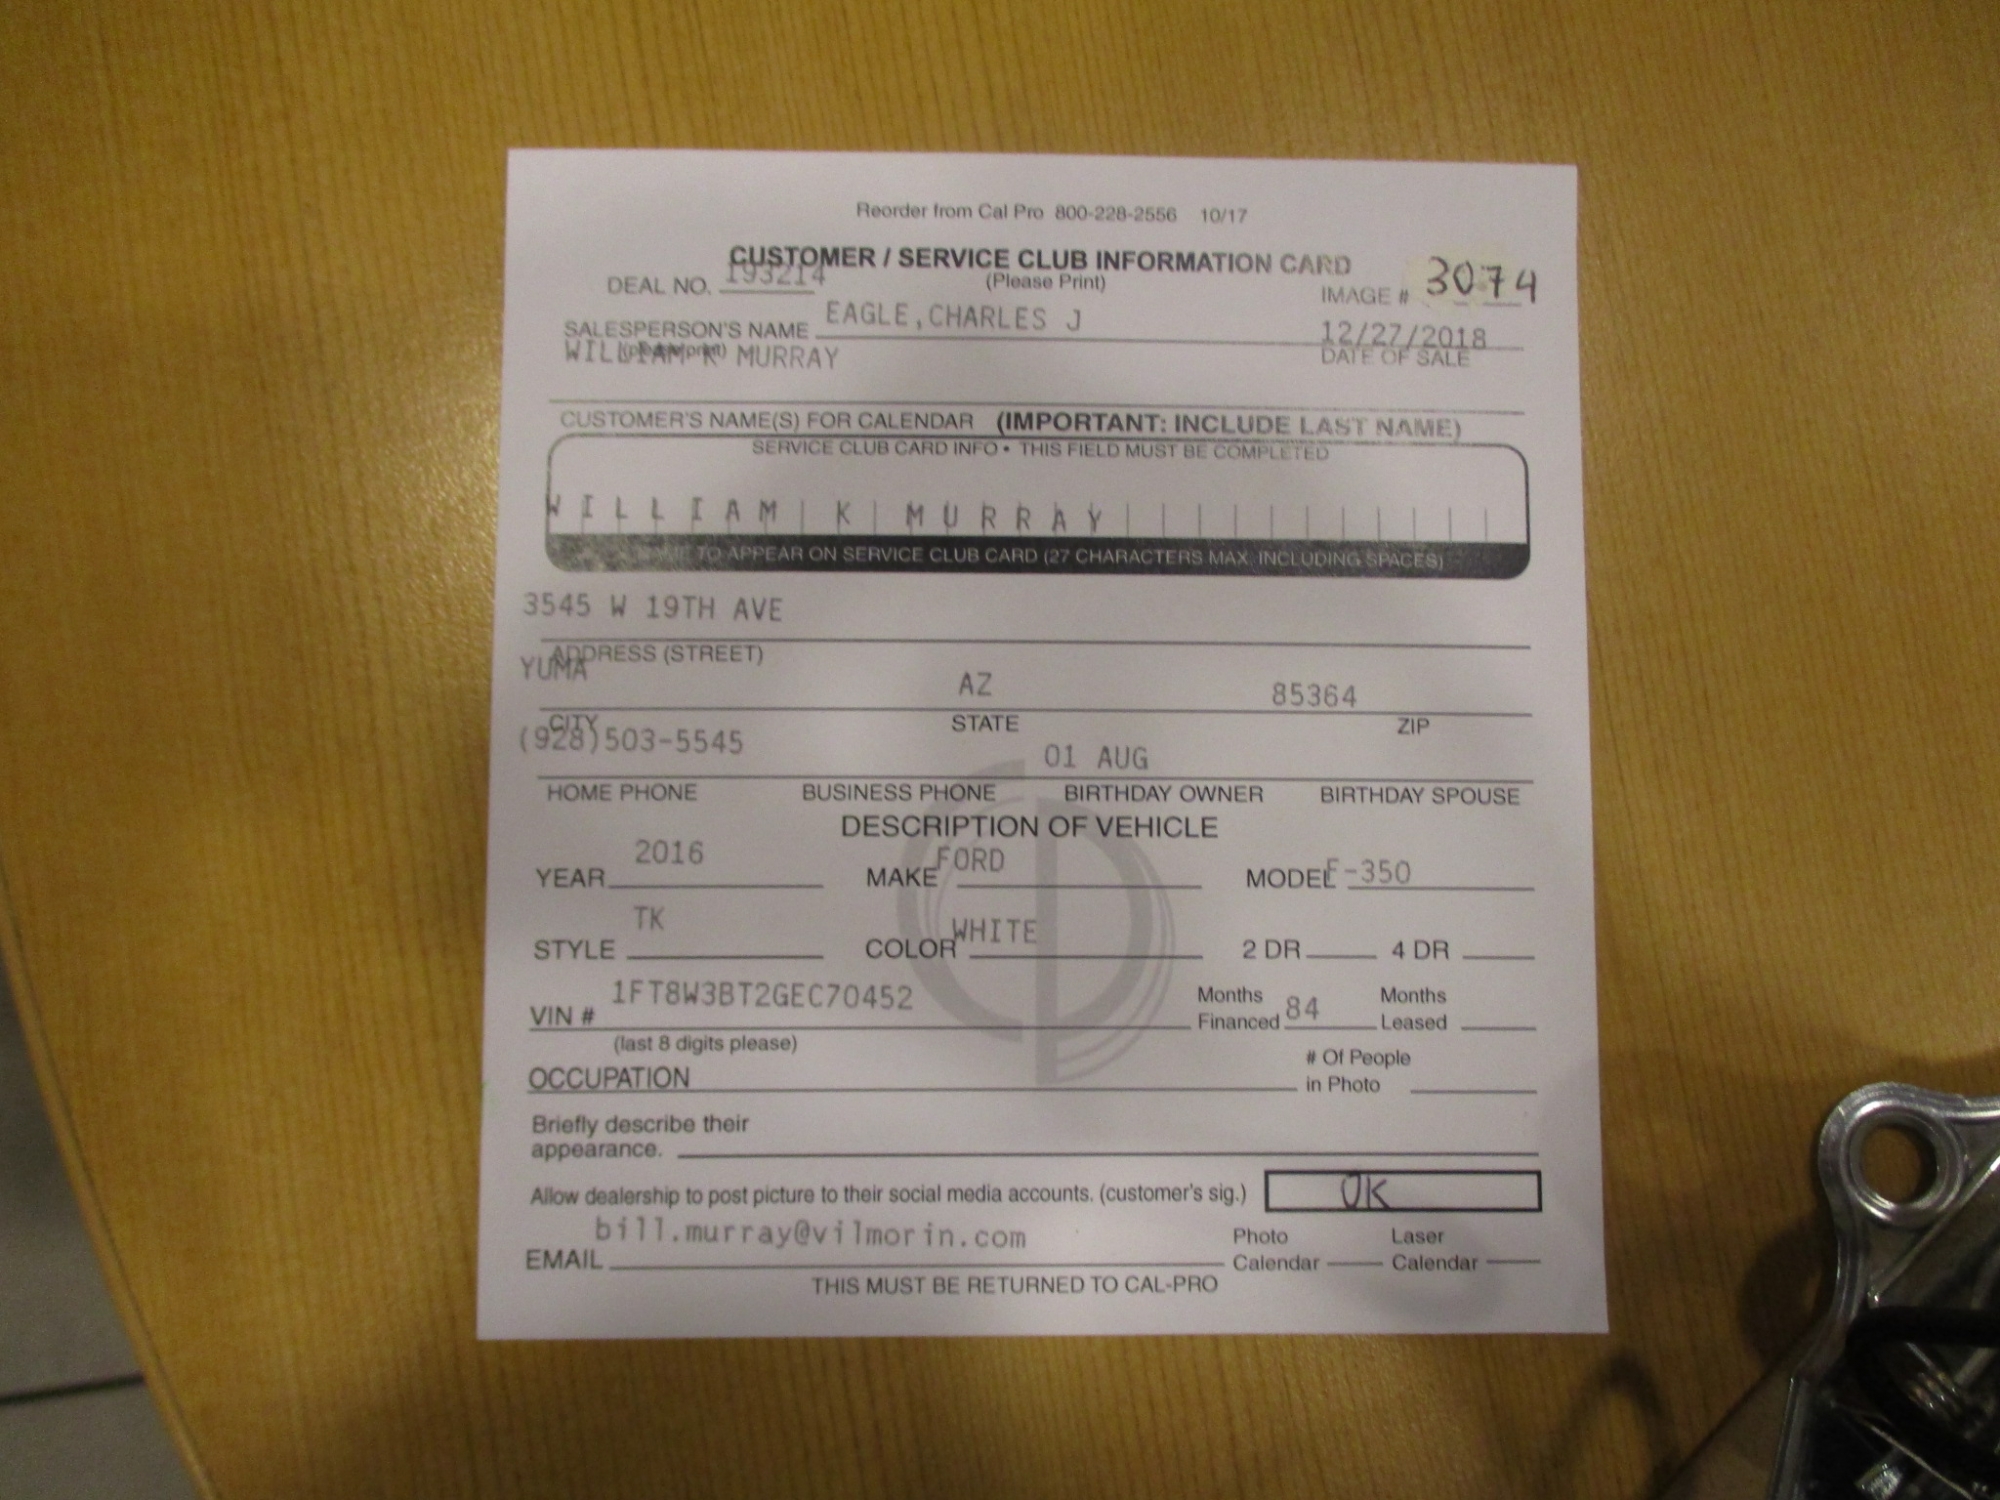 Reorder from Cal Pro 800-228-2556 10/17
CUSTOMER / SERVICE CLUB INFORMATION CARD
(Please Print)
DEAL NO. 193214
IMAGE # 3074
SALESPERSON'S NAME EAGLE,CHARLES J
(please print)
12/27/2018
DATE OF SALE
WILLIAM K MURRAY
CUSTOMER'S NAME(S) FOR CALENDAR (IMPORTANT: INCLUDE LAST NAME)
SERVICE CLUB CARD INFO • THIS FIELD MUST BE COMPLETED
WILLIAM K MURRAY
NAME TO APPEAR ON SERVICE CLUB CARD (27 CHARACTERS MAX, INCLUDING SPACES)
3545 W 19TH AVE
ADDRESS (STREET)
YUMA AZ 85364
CITY STATE ZIP
(928)503-5545 01 AUG
HOME PHONE BUSINESS PHONE BIRTHDAY OWNER BIRTHDAY SPOUSE
DESCRIPTION OF VEHICLE
YEAR 2016 MAKE FORD MODEL F-350
STYLE TK COLOR WHITE 2 DR 4 DR
VIN # 1FT8W3BT2GEC70452 Months Financed 84 Months Leased
(last 8 digits please)
OCCUPATION # Of People in Photo
Briefly describe their
appearance.
Allow dealership to post picture to their social media accounts. (customer's sig.) OK
EMAIL bill.murray@vilmorin.com Photo Calendar Laser Calendar
THIS MUST BE RETURNED TO CAL-PRO